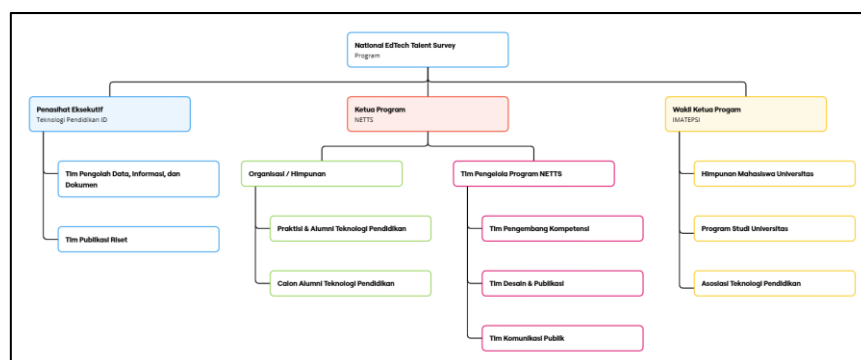 National EdTech Talent Survey
Program
Penasihat Eksekutif
Teknologi Pendidikan ID
Ketua Program
NETTS
Wakil Ketua Progam
IMATEPSI
Tim Pengolah Data, Informasi, dan
Dokumen
Tim Publikasi Riset
Organisasi / Himpunan
Praktisi & Alumni Teknologi Pendidikan
Calon Alumni Teknologi Pendidikan
Tim Pengelola Program NETTS
Tim Pengembang Kompetensi
Tim Desain & Publikasi
Tim Komunikasi Publik
Himpunan Mahasiswa Universitas
Program Studi Universitas
Asosiasi Teknologi Pendidikan